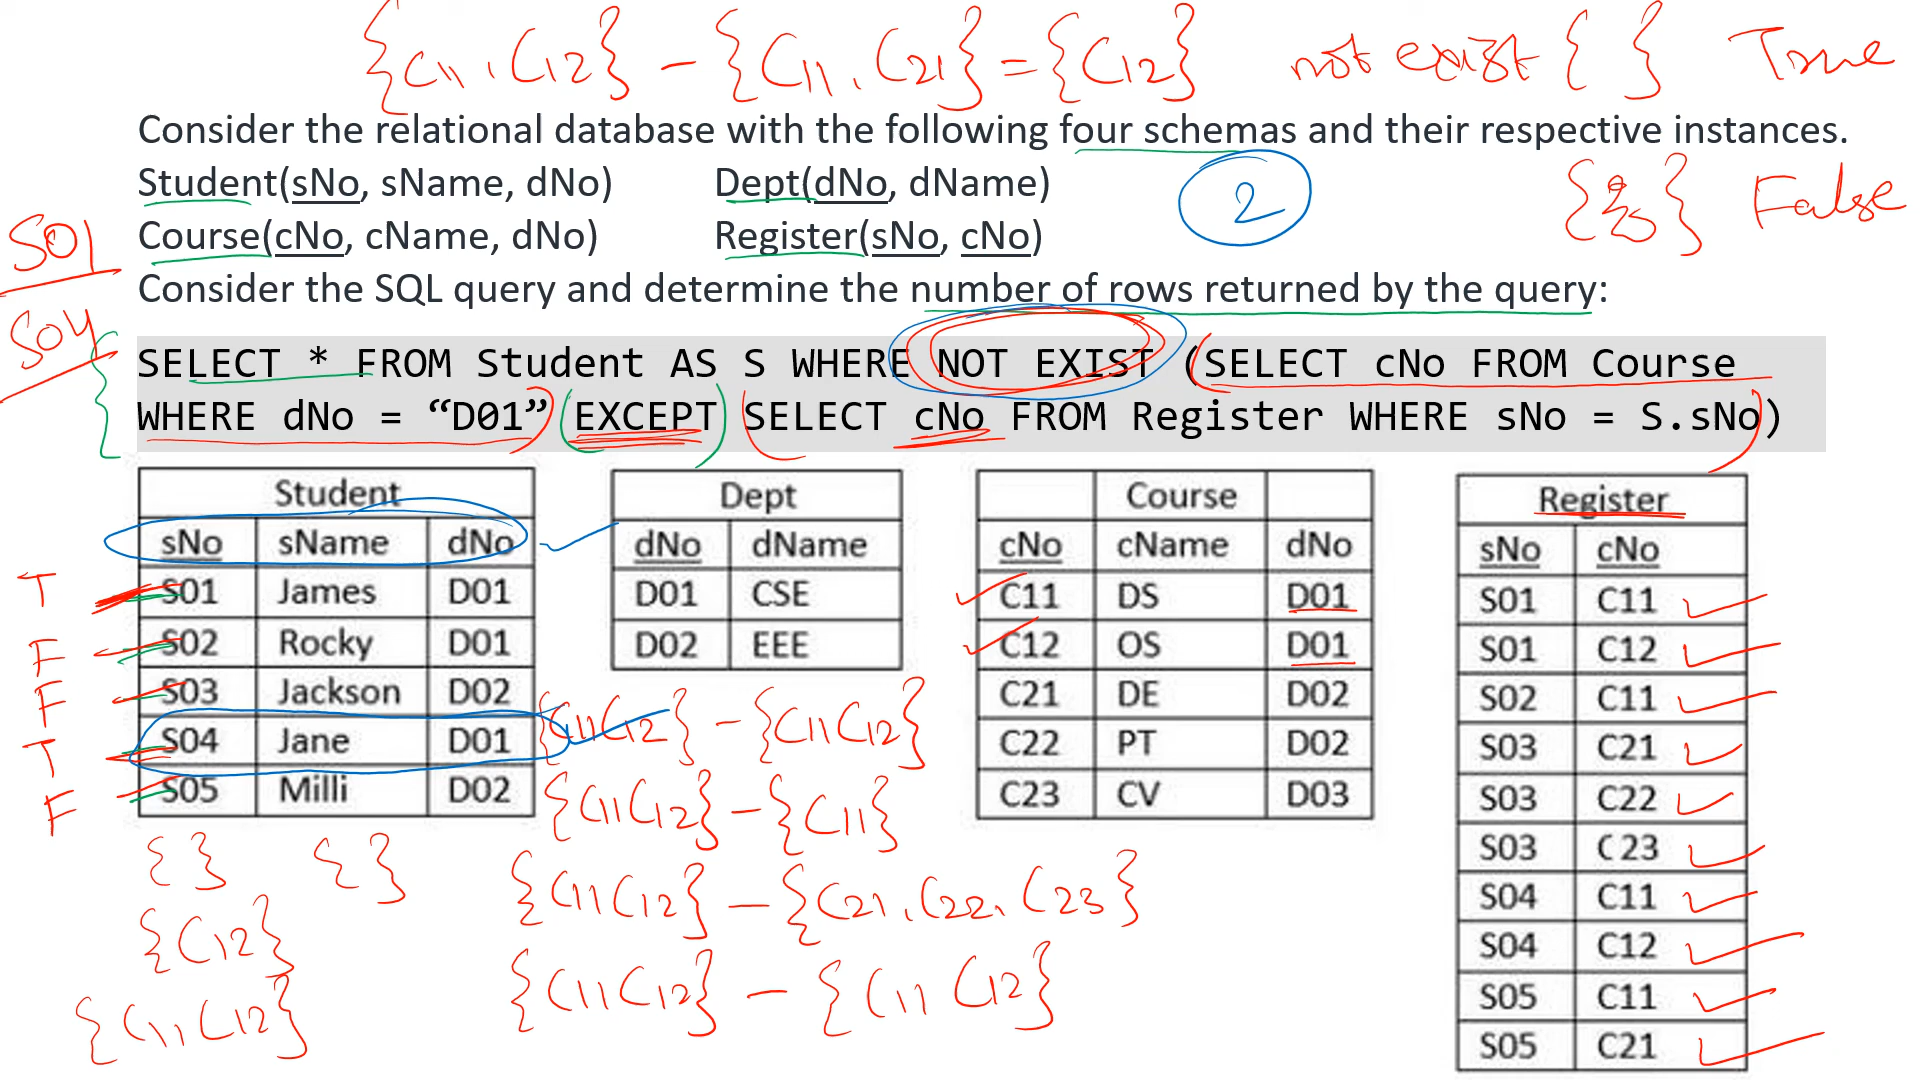 {C11, C12} - {C11, C21} = {C12} not exist { } True
Consider the relational database with the following four schemas and their respective instances.
Student(sNo, sName, dNo) Dept(dNo, dName)
2
False
Course(cNo, cName, dNo) Register(sNo, cNo)
S01
Consider the SQL query and determine the number of rows returned by the query:
S04
SELECT * FROM Student AS S WHERE NOT EXIST (SELECT cNo FROM Course
WHERE dNo = “D01” EXCEPT SELECT cNo FROM Register WHERE sNo = S.sNo)
Student
sNo sName dNo
T S01 James D01
F S02 Rocky D01
F S03 Jackson D02
T S04 Jane D01
F S05 Milli D02
Dept
dNo dName
D01 CSE
D02 EEE
Course
cNo cName dNo
C11 DS D01
C12 OS D01
C21 DE D02
C22 PT D02
C23 CV D03
Register
sNo cNo
S01 C11
S01 C12
S02 C11
S03 C21
S03 C22
S03 C23
S04 C11
S04 C12
S05 C11
S05 C21
{C11 C12} - {C11 C12}
{C11 C12} - {C11}
{C11 C12} - {C21, C22, C23}
{C11 C12} - {C11 C12}
{ } { }
{C12}
{C11, C12}